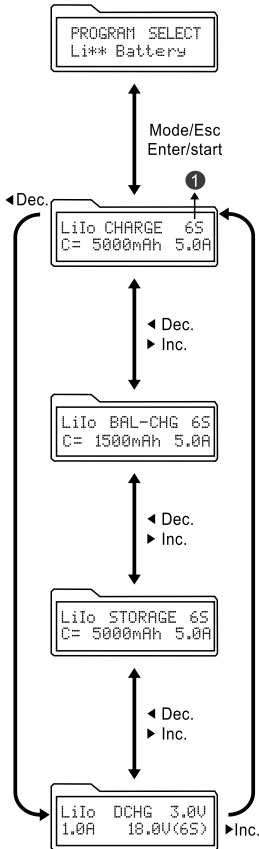 PROGRAM SELECT
Li** Battery
Mode/Esc
Enter/start
❶
◄Dec.
LiIo CHARGE 6S
C= 5000mAh 5.0A
◄ Dec.
► Inc.
LiIo BAL-CHG 6S
C= 1500mAh 5.0A
◄ Dec.
► Inc.
LiIo STORAGE 6S
C= 5000mAh 5.0A
◄ Dec.
► Inc.
LiIo DCHG 3.0V
1.0A 18.0V(6S)
►Inc.